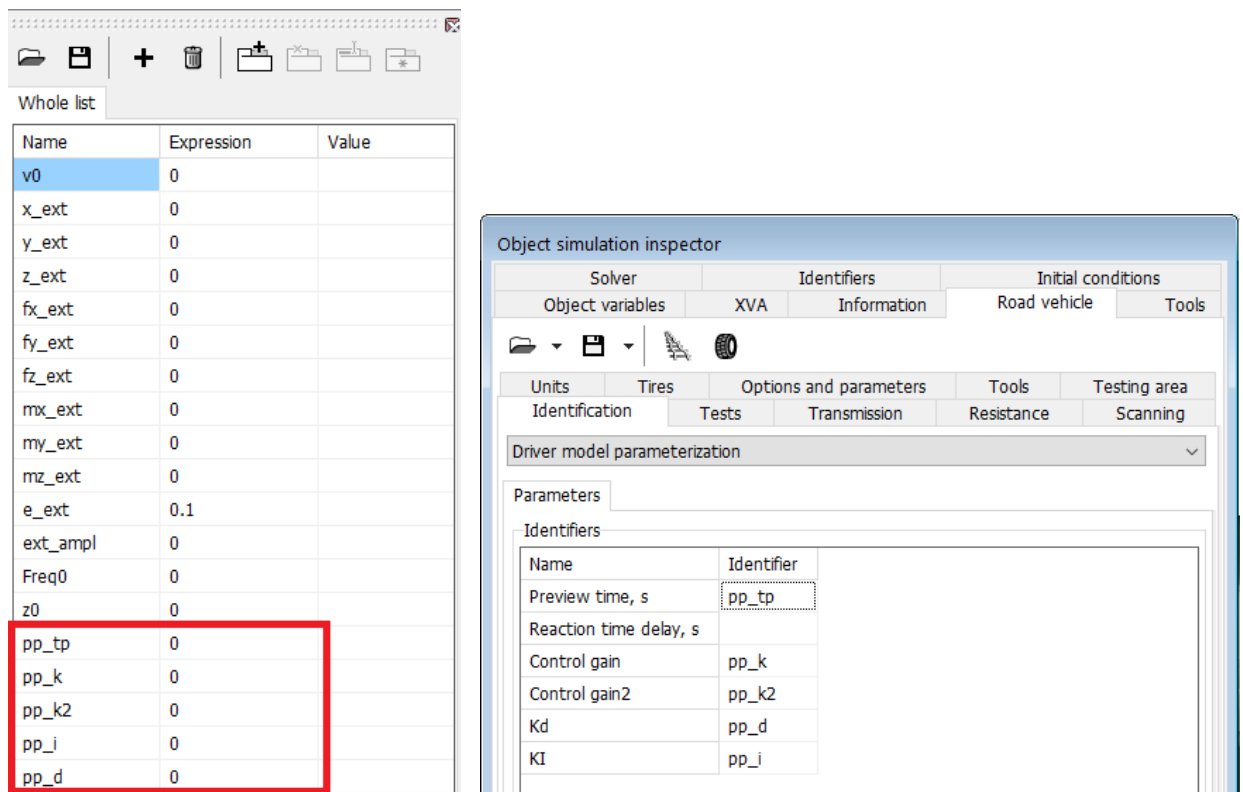 Whole list
Name Expression Value
v0 0
x_ext 0
y_ext 0
z_ext 0
fx_ext 0
fy_ext 0
fz_ext 0
mx_ext 0
my_ext 0
mz_ext 0
e_ext 0.1
ext_ampl 0
Freq0 0
z0 0
pp_tp 0
pp_k 0
pp_k2 0
pp_i 0
pp_d 0
Object simulation inspector
Solver Identifiers Initial conditions
Object variables XVA Information Road vehicle Tools
Units Tires Options and parameters Tools Testing area
Identification Tests Transmission Resistance Scanning
Driver model parameterization
Parameters
Identifiers
Name Identifier
Preview time, s pp_tp
Reaction time delay, s
Control gain pp_k
Control gain2 pp_k2
Kd pp_d
KI pp_i